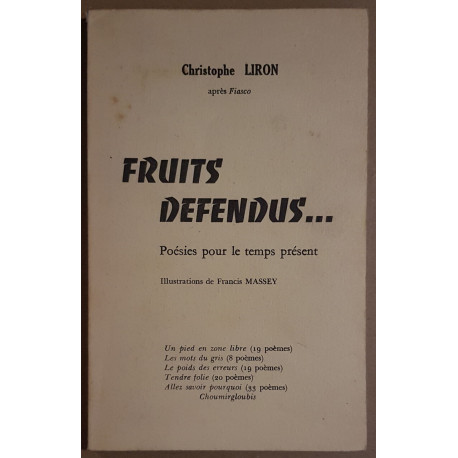 Christophe LIRON
après Fiasco
FRUITS
DEFENDUS...
Poésies pour le temps présent
Illustrations de Francis MASSEY
Un pied en zone libre (19 poèmes)
Les mots du gris (8 poèmes)
Le poids des erreurs (19 poèmes)
Tendre folie (20 poèmes)
Allez savoir pourquoi (33 poèmes)
Choumirgloubis